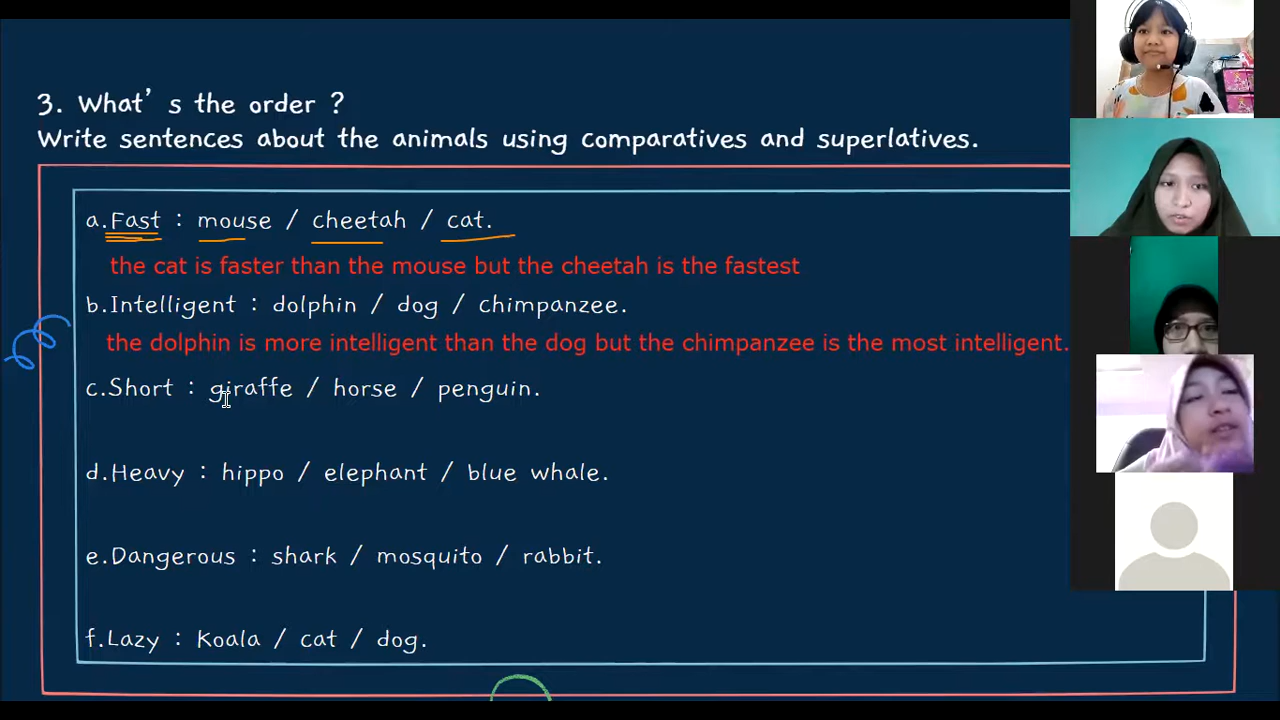 3. What's the order ?
Write sentences about the animals using comparatives and superlatives.
a.Fast : mouse / cheetah / cat.
the cat is faster than the mouse but the cheetah is the fastest
b.Intelligent : dolphin / dog / chimpanzee.
the dolphin is more intelligent than the dog but the chimpanzee is the most intelligent.
c.Short : giraffe / horse / penguin.
d.Heavy : hippo / elephant / blue whale.
e.Dangerous : shark / mosquito / rabbit.
f.Lazy : Koala / cat / dog.